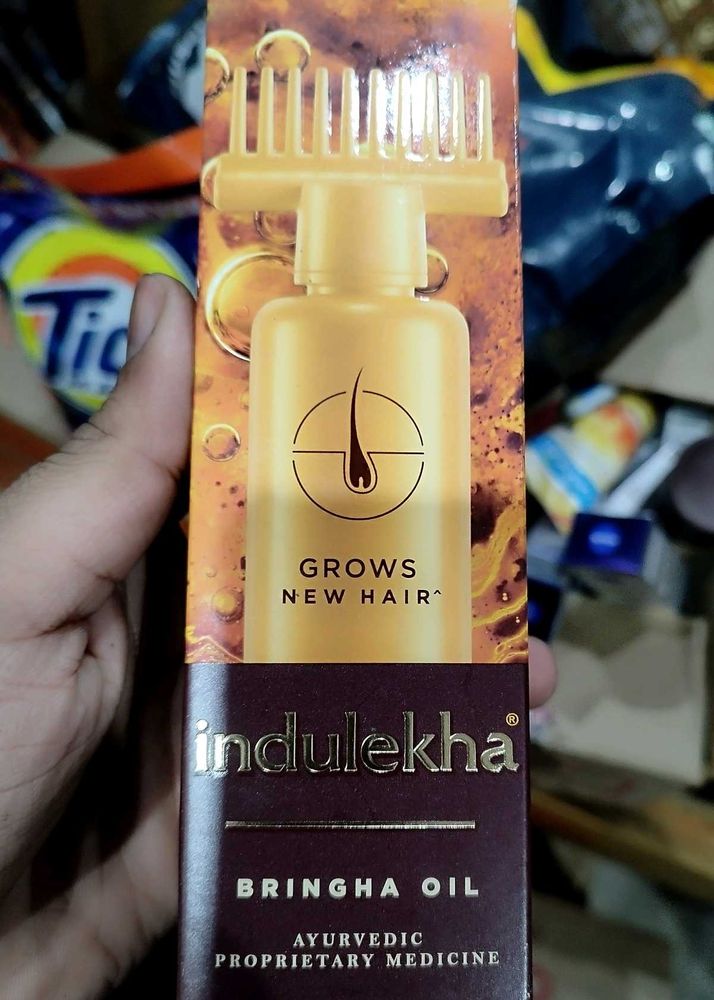 GROWS
NEW HAIR^
indulekha®
BRINGHA OIL
AYURVEDIC
PROPRIETARY MEDICINE